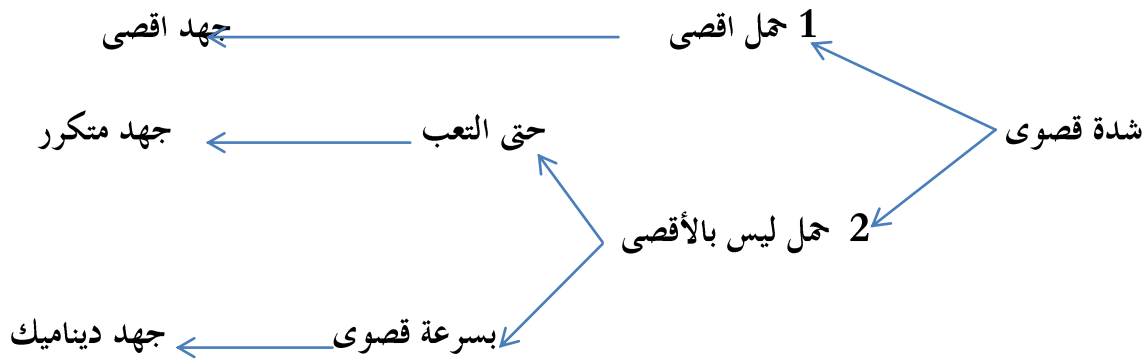 1 حمل اقصى جهد اقصى
شدة قصوى حتى التعب جهد متكرر
2 حمل ليس بالأقصى
بسرعة قصوى جهد ديناميك